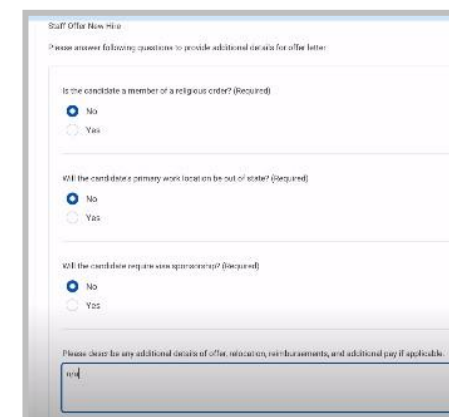 Staff Offer New Hire
Please answer following questions to provide additional details for offer letter
Is the candidate a member of a religious order? (Required)
No
Yes
Will the candidate's primary work location be out of state? (Required)
No
Yes
Will the candidate require visa sponsorship? (Required)
No
Yes
Please describe any additional details of offer, relocation, reimbursements, and additional pay if applicable.
n/a